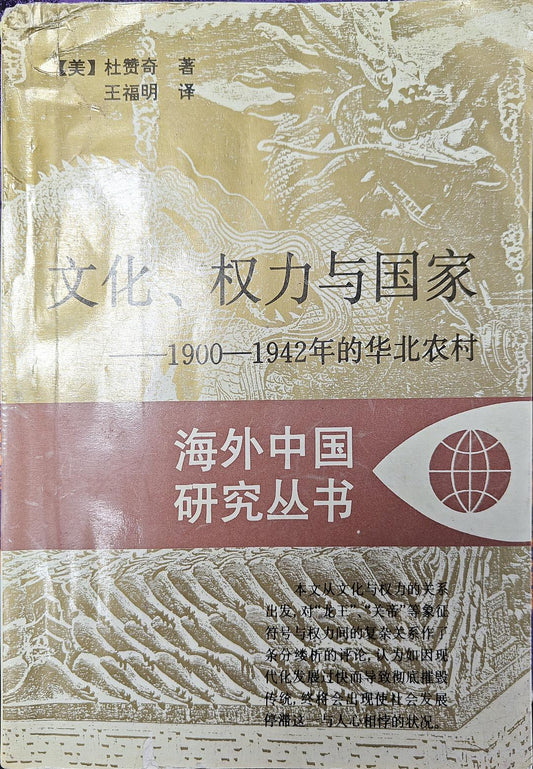 【美】杜赞奇 著
王福明 译
文化、权力与国家
——1900—1942年的华北农村
海外中国
研究丛书
本文从文化与权力的关系
出发,对“龙王”、“关帝”等象征
符号与权力间的复杂关系作了
条分缕析的评论,认为如因现
代化发展过快而导致彻底摧毁
传统,终将会出现使社会发展
停滞这一与人心相悖的状况。